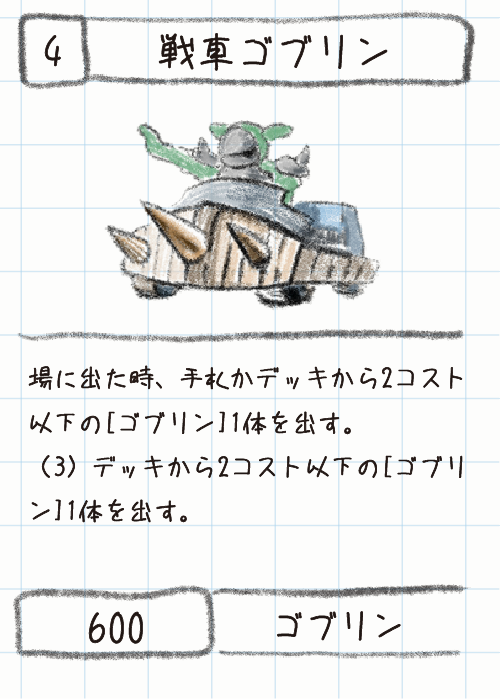 4
戦車ゴブリン
場に出た時、手札かデッキから2コスト
以下の[ゴブリン]1体を出す。
(3) デッキから2コスト以下の[ゴブリ
ン]1体を出す。
600
ゴブリン